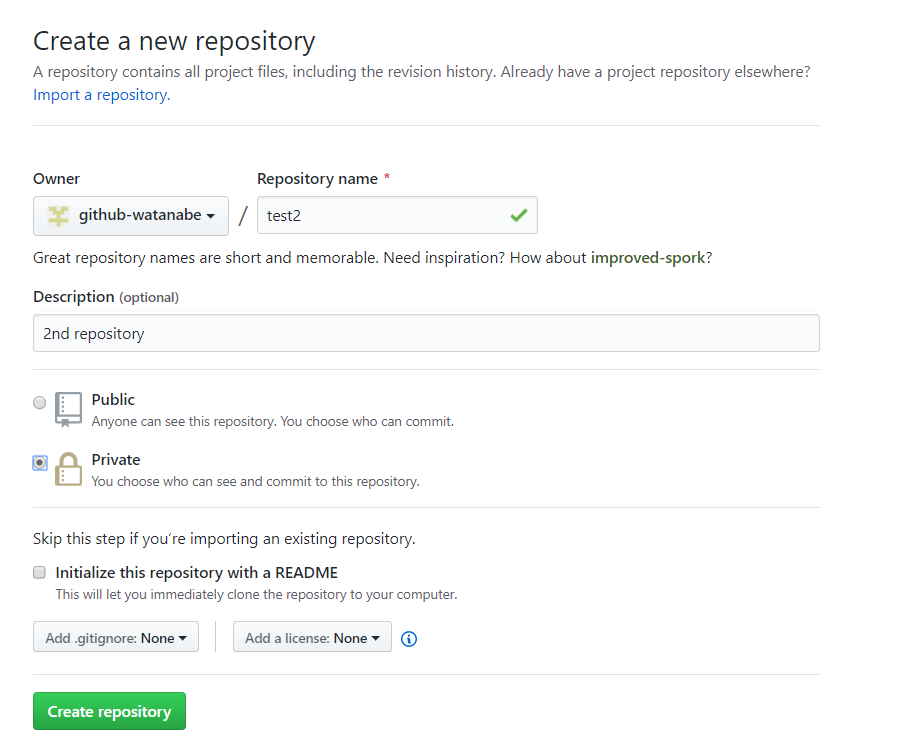 Create a new repository
A repository contains all project files, including the revision history. Already have a project repository elsewhere?
Import a repository.
Owner
Repository name *
github-watanabe / test2
Great repository names are short and memorable. Need inspiration? How about improved-spork?
Description (optional)
2nd repository
Public
Anyone can see this repository. You choose who can commit.
Private
You choose who can see and commit to this repository.
Skip this step if you're importing an existing repository.
Initialize this repository with a README
This will let you immediately clone the repository to your computer.
Add .gitignore: None
Add a license: None
Create repository